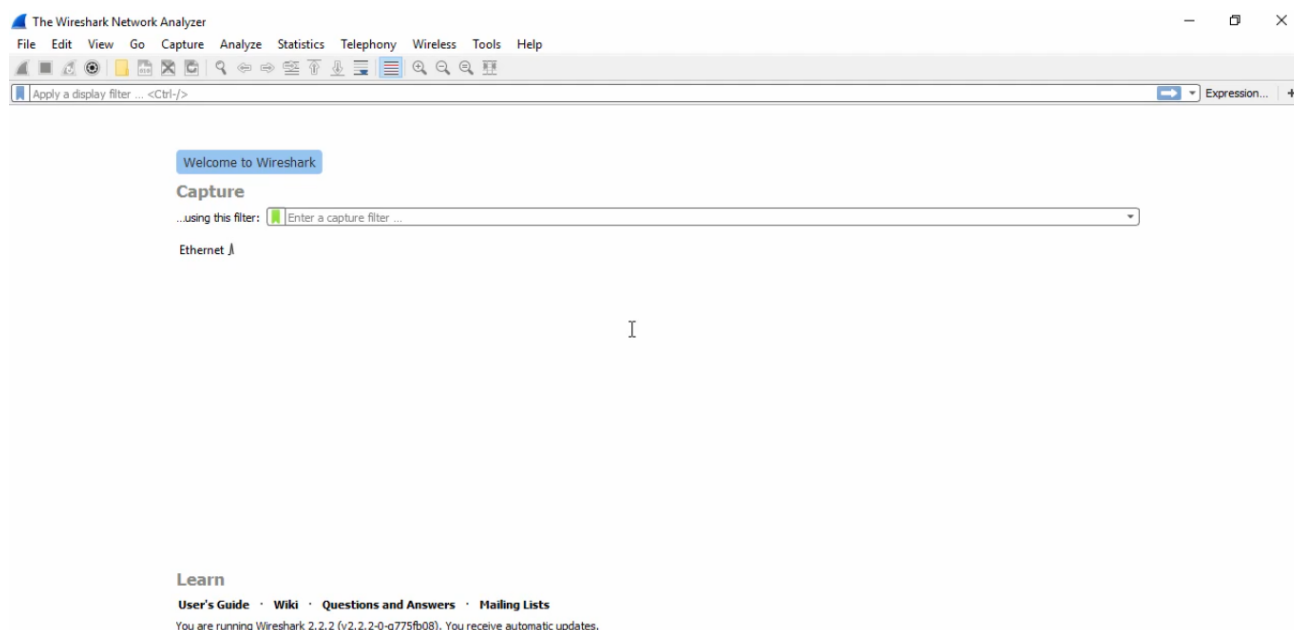 The Wireshark Network Analyzer
File Edit View Go Capture Analyze Statistics Telephony Wireless Tools Help
Apply a display filter ... <Ctrl-/> Expression... +
Welcome to Wireshark
Capture
...using this filter: Enter a capture filter ...
Ethernet
Learn
User's Guide · Wiki · Questions and Answers · Mailing Lists
You are running Wireshark 2.2.2 (v2.2.2-0-g775fb08). You receive automatic updates.